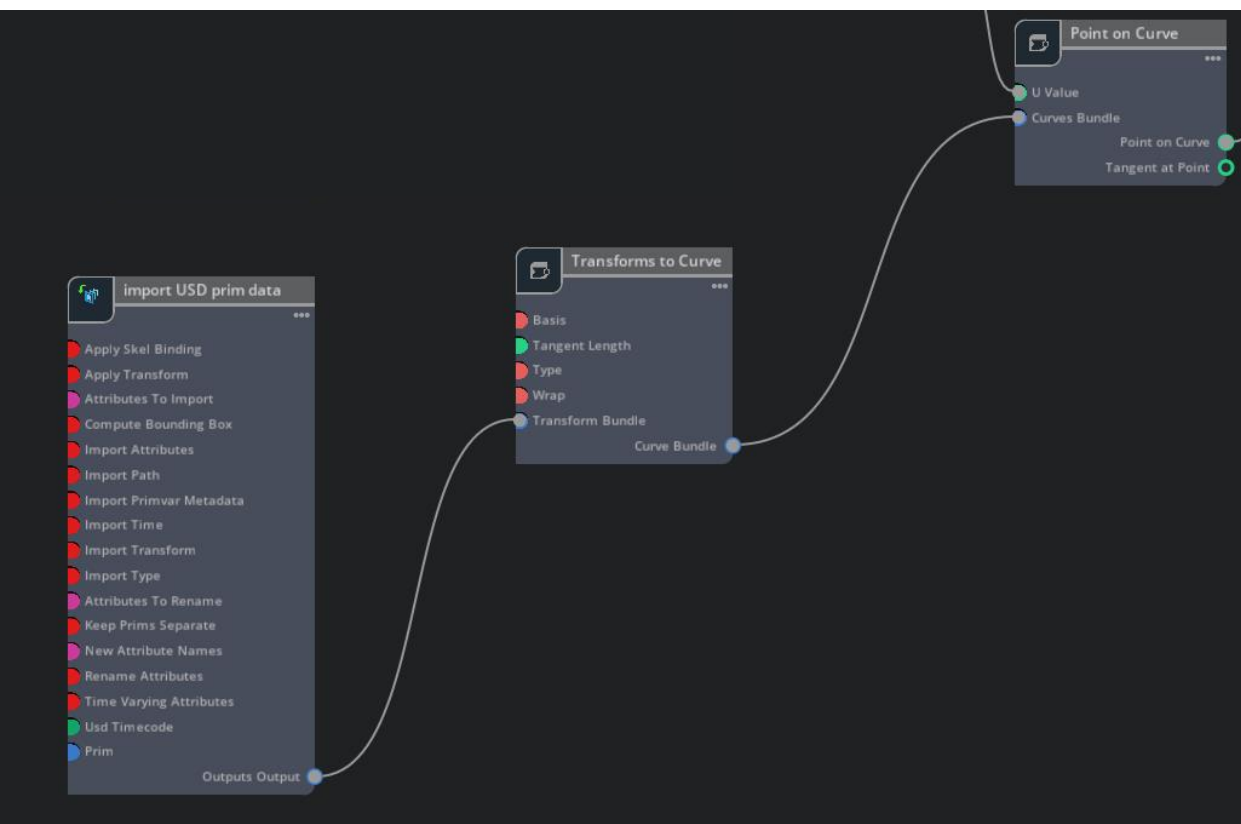 Point on Curve
U Value
Curves Bundle
Point on Curve
Tangent at Point
Transforms to Curve
Basis
Tangent Length
Type
Wrap
Transform Bundle
Curve Bundle
import USD prim data
Apply Skel Binding
Apply Transform
Attributes To Import
Compute Bounding Box
Import Attributes
Import Path
Import Primvar Metadata
Import Time
Import Transform
Import Type
Attributes To Rename
Keep Prims Separate
New Attribute Names
Rename Attributes
Time Varying Attributes
Usd Timecode
Prim
Outputs Output